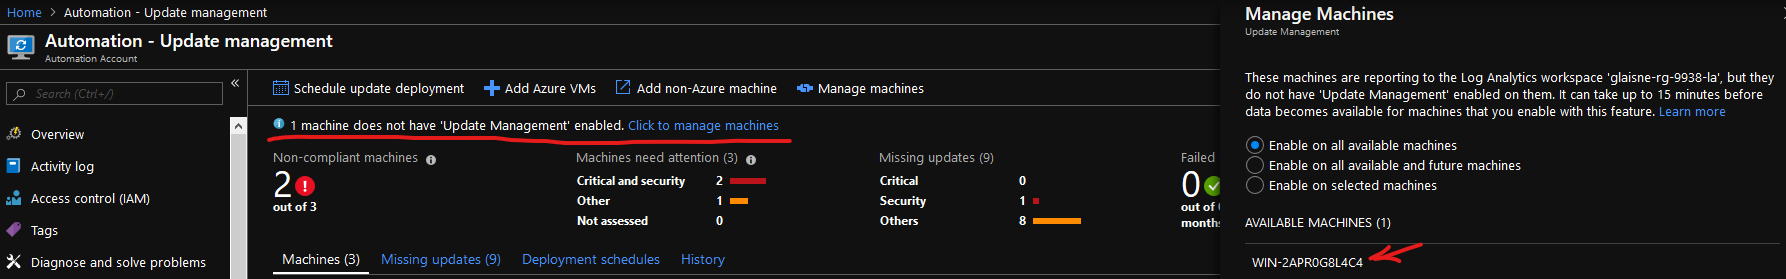 Home > Automation - Update management
Automation - Update management
Automation Account
Search (Ctrl+/)
Overview
Activity log
Access control (IAM)
Tags
Diagnose and solve problems
Schedule update deployment
Add Azure VMs
Add non-Azure machine
Manage machines
1 machine does not have 'Update Management' enabled. Click to manage machines
Non-compliant machines
2
out of 3
Machines need attention (3)
Critical and security 2
Other 1
Not assessed 0
Missing updates (9)
Critical 0
Security 1
Others 8
Failed
0
out of
months
Machines (3)
Missing updates (9)
Deployment schedules
History
Manage Machines
Update Management
These machines are reporting to the Log Analytics workspace 'glaisne-rg-9938-la', but they
do not have 'Update Management' enabled on them. It can take up to 15 minutes before
data becomes available for machines that you enable with this feature. Learn more
Enable on all available machines
Enable on all available and future machines
Enable on selected machines
AVAILABLE MACHINES (1)
WIN-2APR0G8L4C4